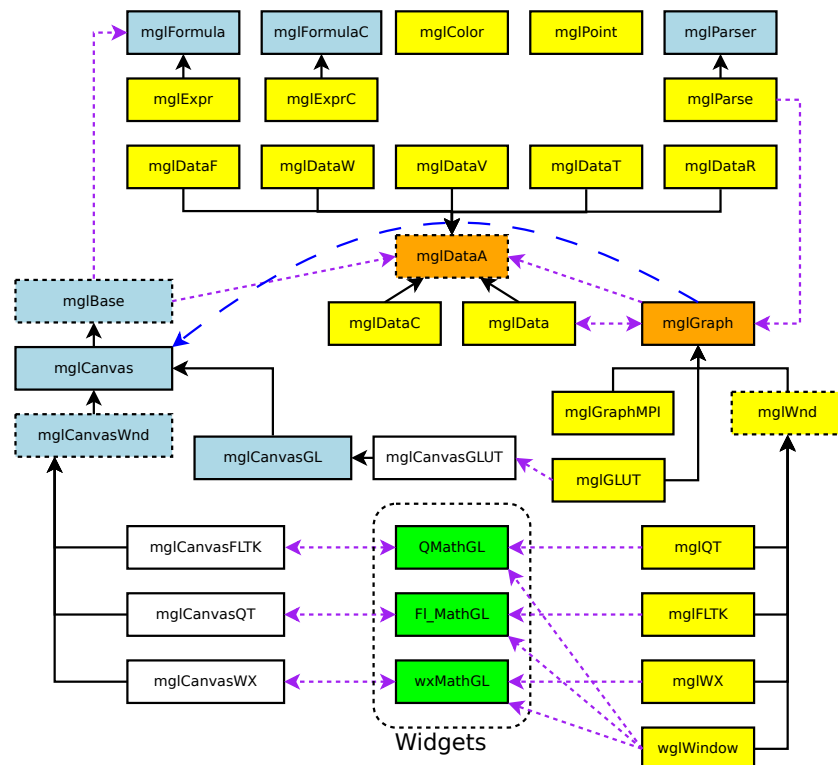 mglFormula
mglFormulaC
mglColor
mglPoint
mglParser
mglExpr
mglExprC
mglParse
mglDataF
mglDataW
mglDataV
mglDataT
mglDataR
mglDataA
mglBase
mglDataC
mglData
mglGraph
mglCanvas
mglGraphMPI
mglWnd
mglCanvasWnd
mglCanvasGL
mglCanvasGLUT
mglGLUT
mglCanvasFLTK
QMathGL
mglQT
mglCanvasQT
Fl_MathGL
mglFLTK
mglCanvasWX
wxMathGL
mglWX
Widgets
wglWindow